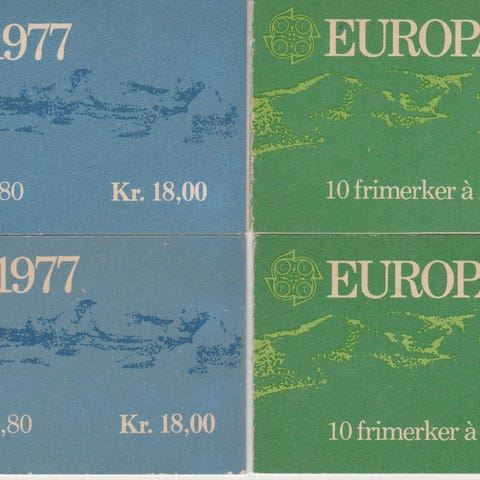 1977
,80 Kr. 18,00
EUROPA
10 frimerker à
1977
,80 Kr. 18,00
EUROPA
10 frimerker à